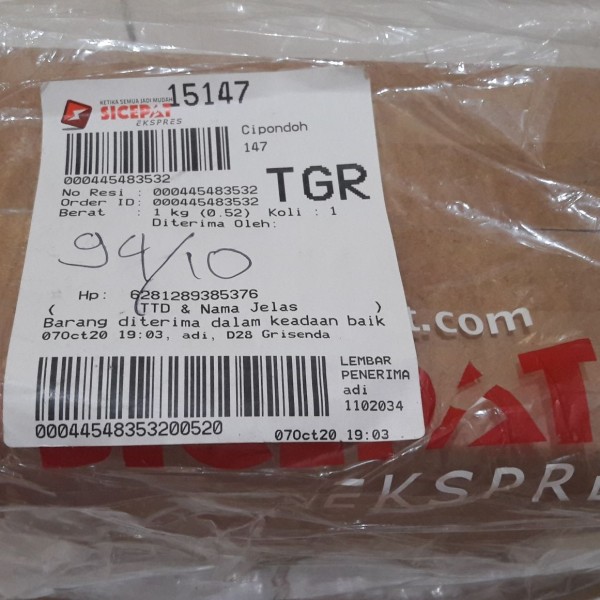 KETIKA SEMUA JADI MUDAH
15147
SICEPAT
EKSPRES
Cipondoh
147
000445483532
TGR
No Resi : 000445483532
Order ID: 000445483532
Berat : 1 kg (0.52) Koli : 1
Diterima Oleh:
94/10
Hp: 6281289385376
( TTD & Nama Jelas )
Barang diterima dalam keadaan baik
07Oct20 19:03, adi, D28 Grisenda
LEMBAR
PENERIMA
adi
1102034
00044548353200520
07Oct20 19:03
t.com
SICEPAT
EKSPRE